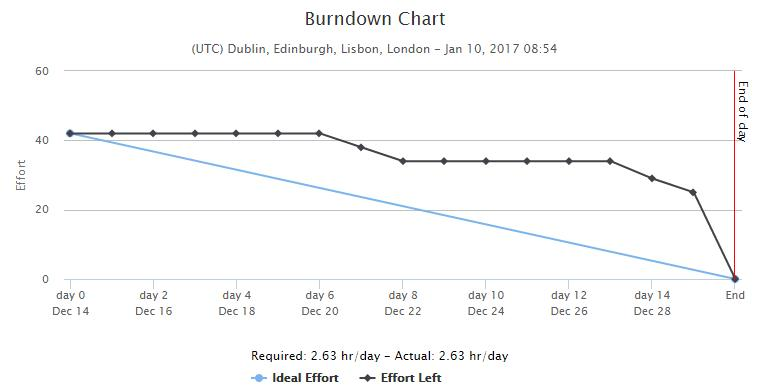 Burndown Chart
(UTC) Dublin, Edinburgh, Lisbon, London - Jan 10, 2017 08:54
60
40
20
0
Effort
End of day
day 0
Dec 14
day 2
Dec 16
day 4
Dec 18
day 6
Dec 20
day 8
Dec 22
day 10
Dec 24
day 12
Dec 26
day 14
Dec 28
End
Required: 2.63 hr/day - Actual: 2.63 hr/day
Ideal Effort
Effort Left